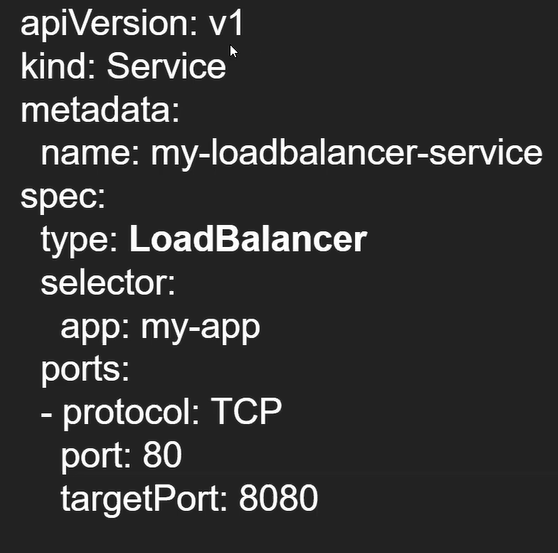 apiVersion: v1
kind: Service
metadata:
  name: my-loadbalancer-service
spec:
  type: LoadBalancer
  selector:
    app: my-app
  ports:
  - protocol: TCP
    port: 80
    targetPort: 8080